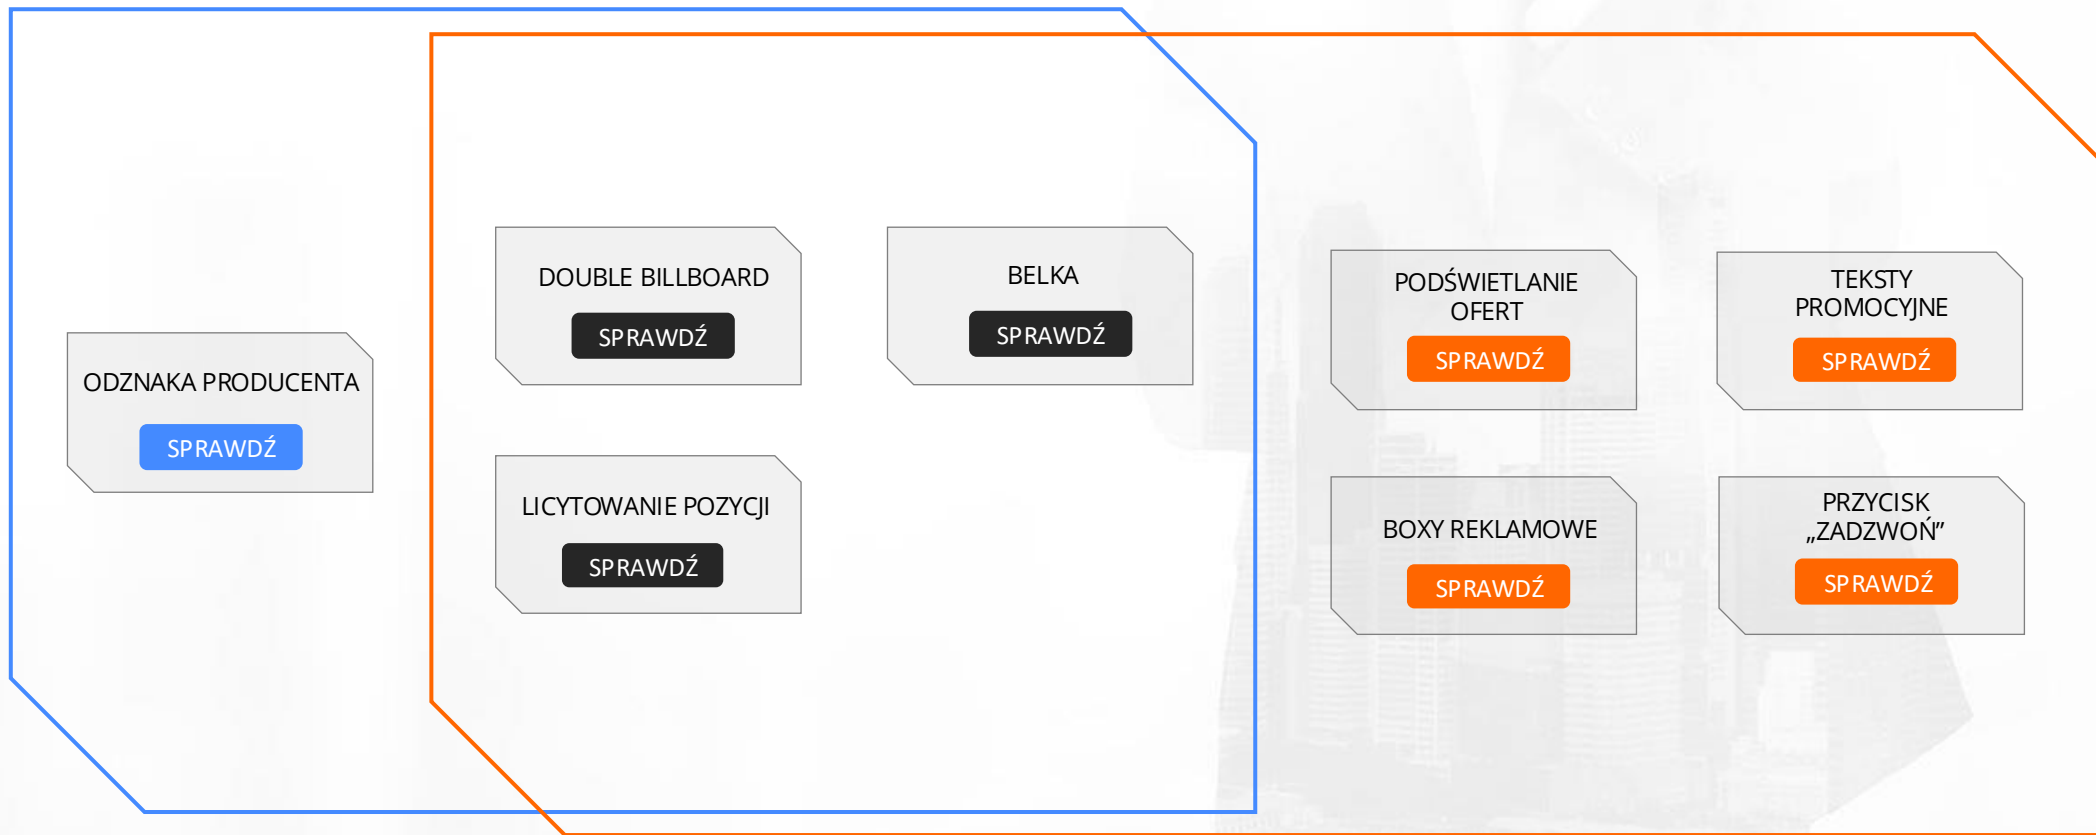 ODZNAKA PRODUCENTA
SPRAWDŹ
DOUBLE BILLBOARD
SPRAWDŹ
BELKA
SPRAWDŹ
LICYTOWANIE POZYCJI
SPRAWDŹ
PODŚWIETLANIE
OFERT
SPRAWDŹ
TEKSTY
PROMOCYJNE
SPRAWDŹ
BOXY REKLAMOWE
SPRAWDŹ
PRZYCISK
„ZADZWOŃ”
SPRAWDŹ